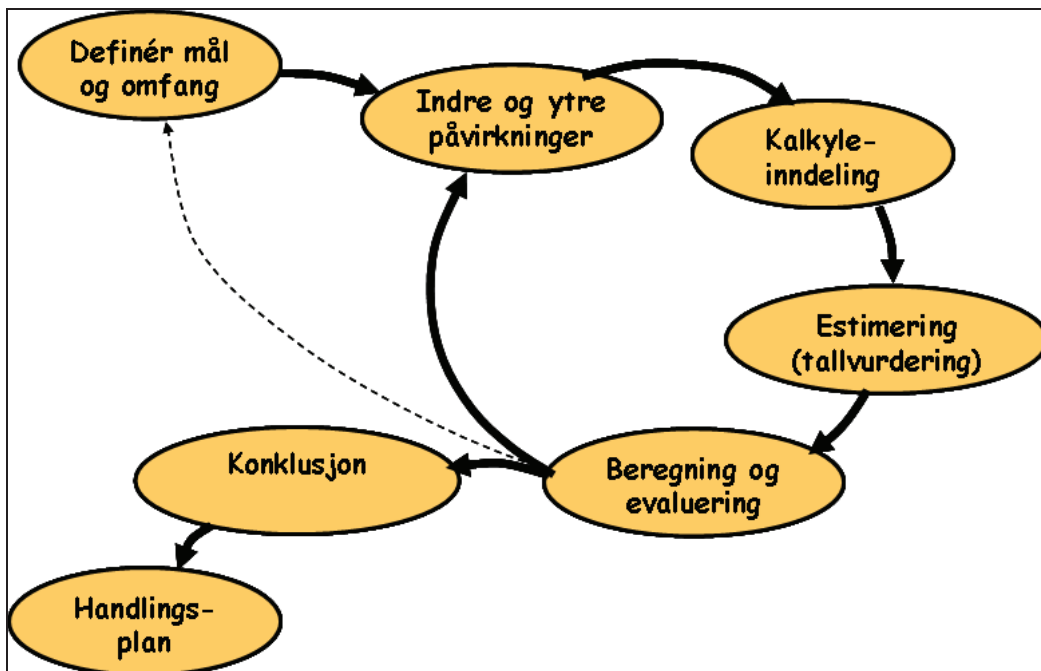 Definér mål
og omfang
Indre og ytre
påvirkninger
Kalkyle-
inndeling
Estimering
(tallvurdering)
Beregning og
evaluering
Konklusjon
Handlings-
plan